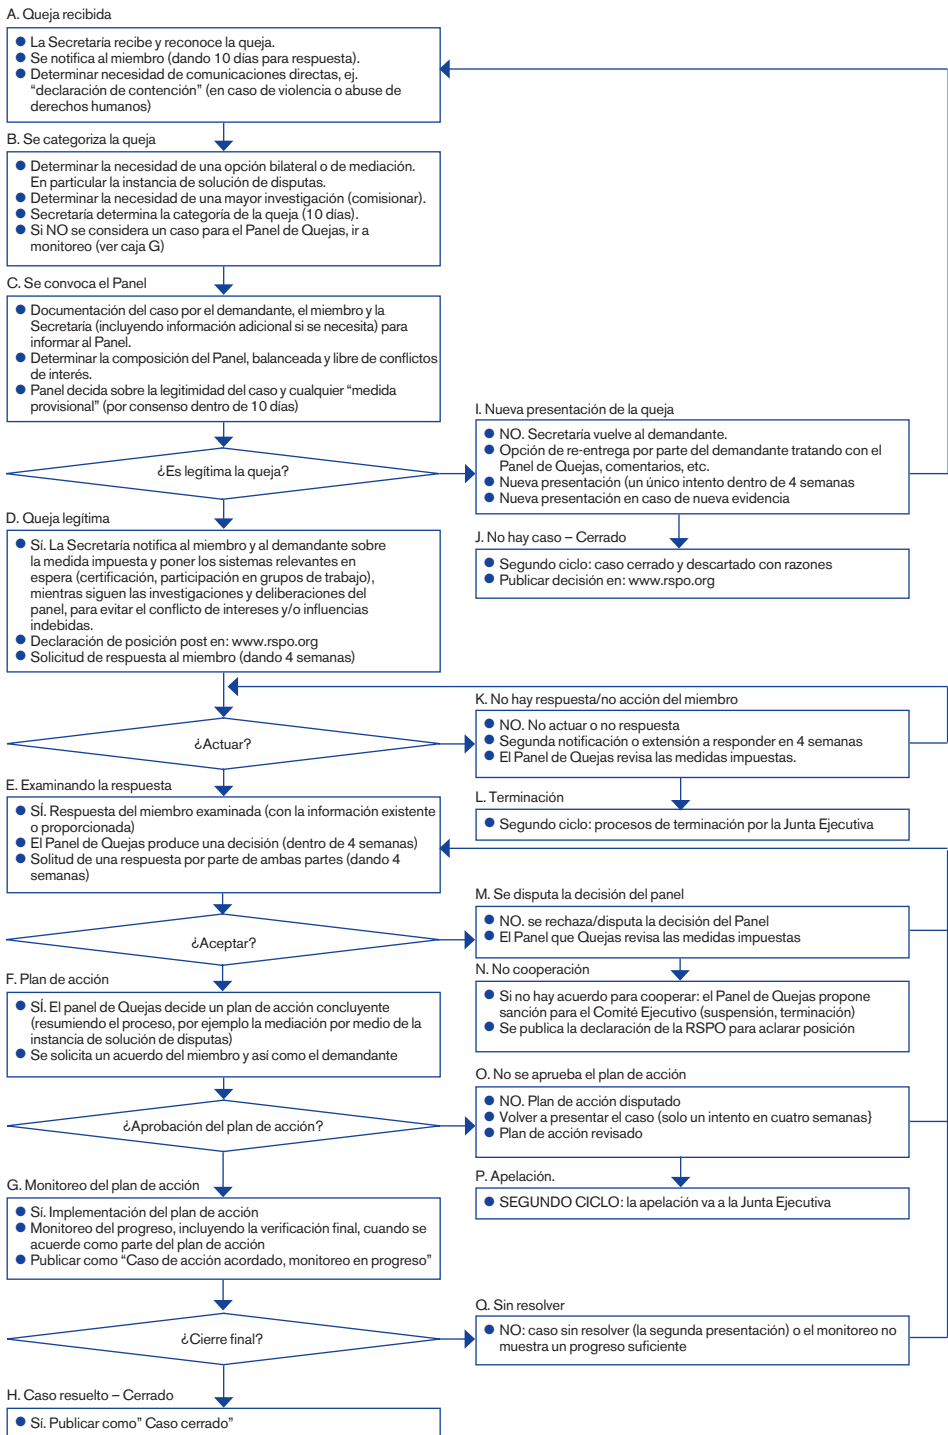 A. Queja recibida
● La Secretaría recibe y reconoce la queja.
● Se notifica al miembro (dando 10 días para respuesta).
● Determinar necesidad de comunicaciones directas, ej.
“declaración de contención” (en caso de violencia o abuse de
derechos humanos)
B. Se categoriza la queja
● Determinar la necesidad de una opción bilateral o de mediación.
En particular la instancia de solución de disputas.
● Determinar la necesidad de una mayor investigación (comisionar).
● Secretaría determina la categoría de la queja (10 días).
● Si NO se considera un caso para el Panel de Quejas, ir a
monitoreo (ver caja G)
C. Se convoca el Panel
● Documentación del caso por el demandante, el miembro y la
Secretaría (incluyendo información adicional si se necesita) para
informar al Panel.
● Determinar la composición del Panel, balanceada y libre de conflictos
de interés.
● Panel decida sobre la legitimidad del caso y cualquier “medida
provisional” (por consenso dentro de 10 días)
¿Es legítima la queja?
I. Nueva presentación de la queja
● NO. Secretaría vuelve al demandante.
● Opción de re-entrega por parte del demandante tratando con el
Panel de Quejas, comentarios, etc.
● Nueva presentación (un único intento dentro de 4 semanas
● Nueva presentación en caso de nueva evidencia
J. No hay caso – Cerrado
● Segundo ciclo: caso cerrado y descartado con razones
● Publicar decisión en: www.rspo.org
D. Queja legítima
● Sí. La Secretaría notifica al miembro y al demandante sobre
la medida impuesta y poner los sistemas relevantes en
espera (certificación, participación en grupos de trabajo),
mientras siguen las investigaciones y deliberaciones del
panel, para evitar el conflicto de intereses y/o influencias
indebidas.
● Declaración de posición post en: www.rspo.org
● Solicitud de respuesta al miembro (dando 4 semanas)
¿Actuar?
K. No hay respuesta/no acción del miembro
● NO. No actuar o no respuesta
● Segunda notificación o extensión a responder en 4 semanas
● El Panel de Quejas revisa las medidas impuestas.
L. Terminación
● Segundo ciclo: procesos de terminación por la Junta Ejecutiva
E. Examinando la respuesta
● SÍ. Respuesta del miembro examinada (con la información existente
o proporcionada)
● El Panel de Quejas produce una decisión (dentro de 4 semanas)
● Solitud de una respuesta por parte de ambas partes (dando 4
semanas)
¿Aceptar?
M. Se disputa la decisión del panel
● NO. se rechaza/disputa la decisión del Panel
● El Panel que Quejas revisa las medidas impuestas
N. No cooperación
● Si no hay acuerdo para cooperar: el Panel de Quejas propone
sanción para el Comité Ejecutivo (suspensión, terminación)
● Se publica la declaración de la RSPO para aclarar posición
F. Plan de acción
● SÍ. El panel de Quejas decide un plan de acción concluyente
(resumiendo el proceso, por ejemplo la mediación por medio de la
instancia de solución de disputas)
● Se solicita un acuerdo del miembro y así como el demandante
¿Aprobación del plan de acción?
O. No se aprueba el plan de acción
● NO. Plan de acción disputado
● Volver a presentar el caso (solo un intento en cuatro semanas}
● Plan de acción revisado
P. Apelación.
● SEGUNDO CICLO: la apelación va a la Junta Ejecutiva
G. Monitoreo del plan de acción
● Sí. Implementación del plan de acción
● Monitoreo del progreso, incluyendo la verificación final, cuando se
acuerde como parte del plan de acción
● Publicar como “Caso de acción acordado, monitoreo en progreso”
¿Cierre final?
Q. Sin resolver
● NO: caso sin resolver (la segunda presentación) o el monitoreo no
muestra un progreso suficiente
H. Caso resuelto – Cerrado
● Sí. Publicar como” Caso cerrado”